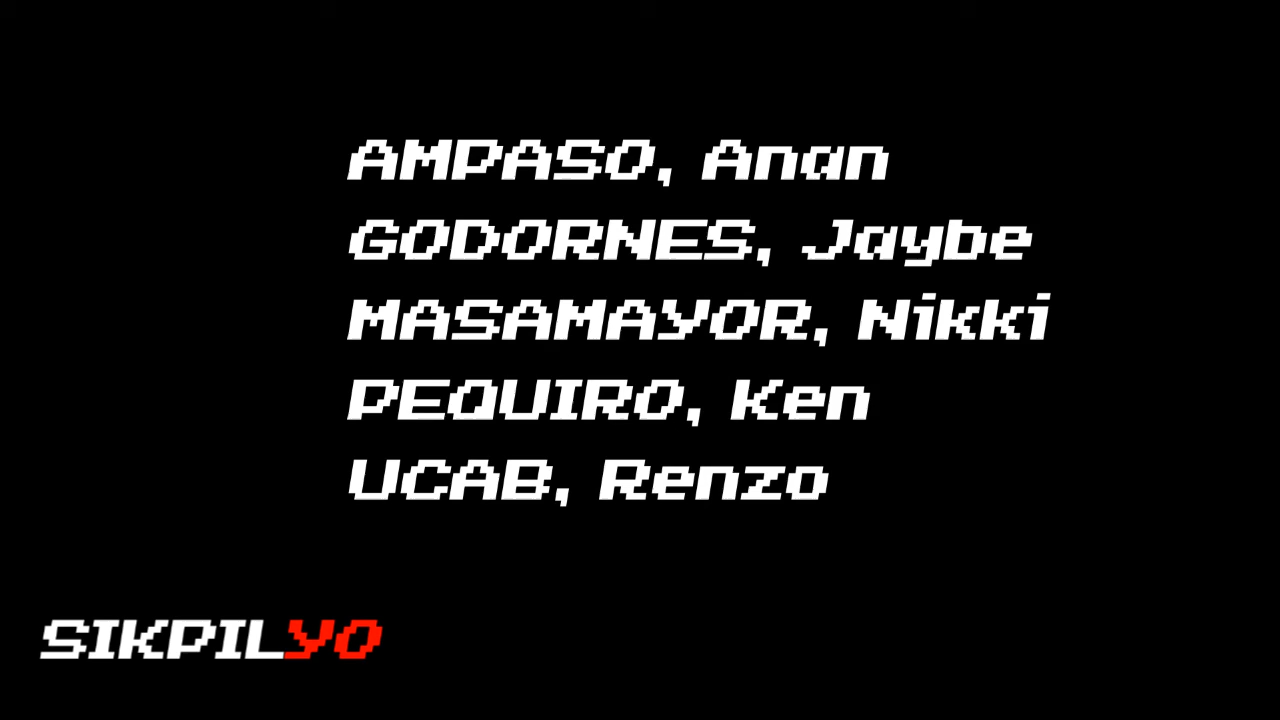 AMPASO, Anan
GODORNES, Jaybe
MASAMAYOR, Nikki
PEQUIRO, Ken
UCAB, Renzo
SIKPILYO